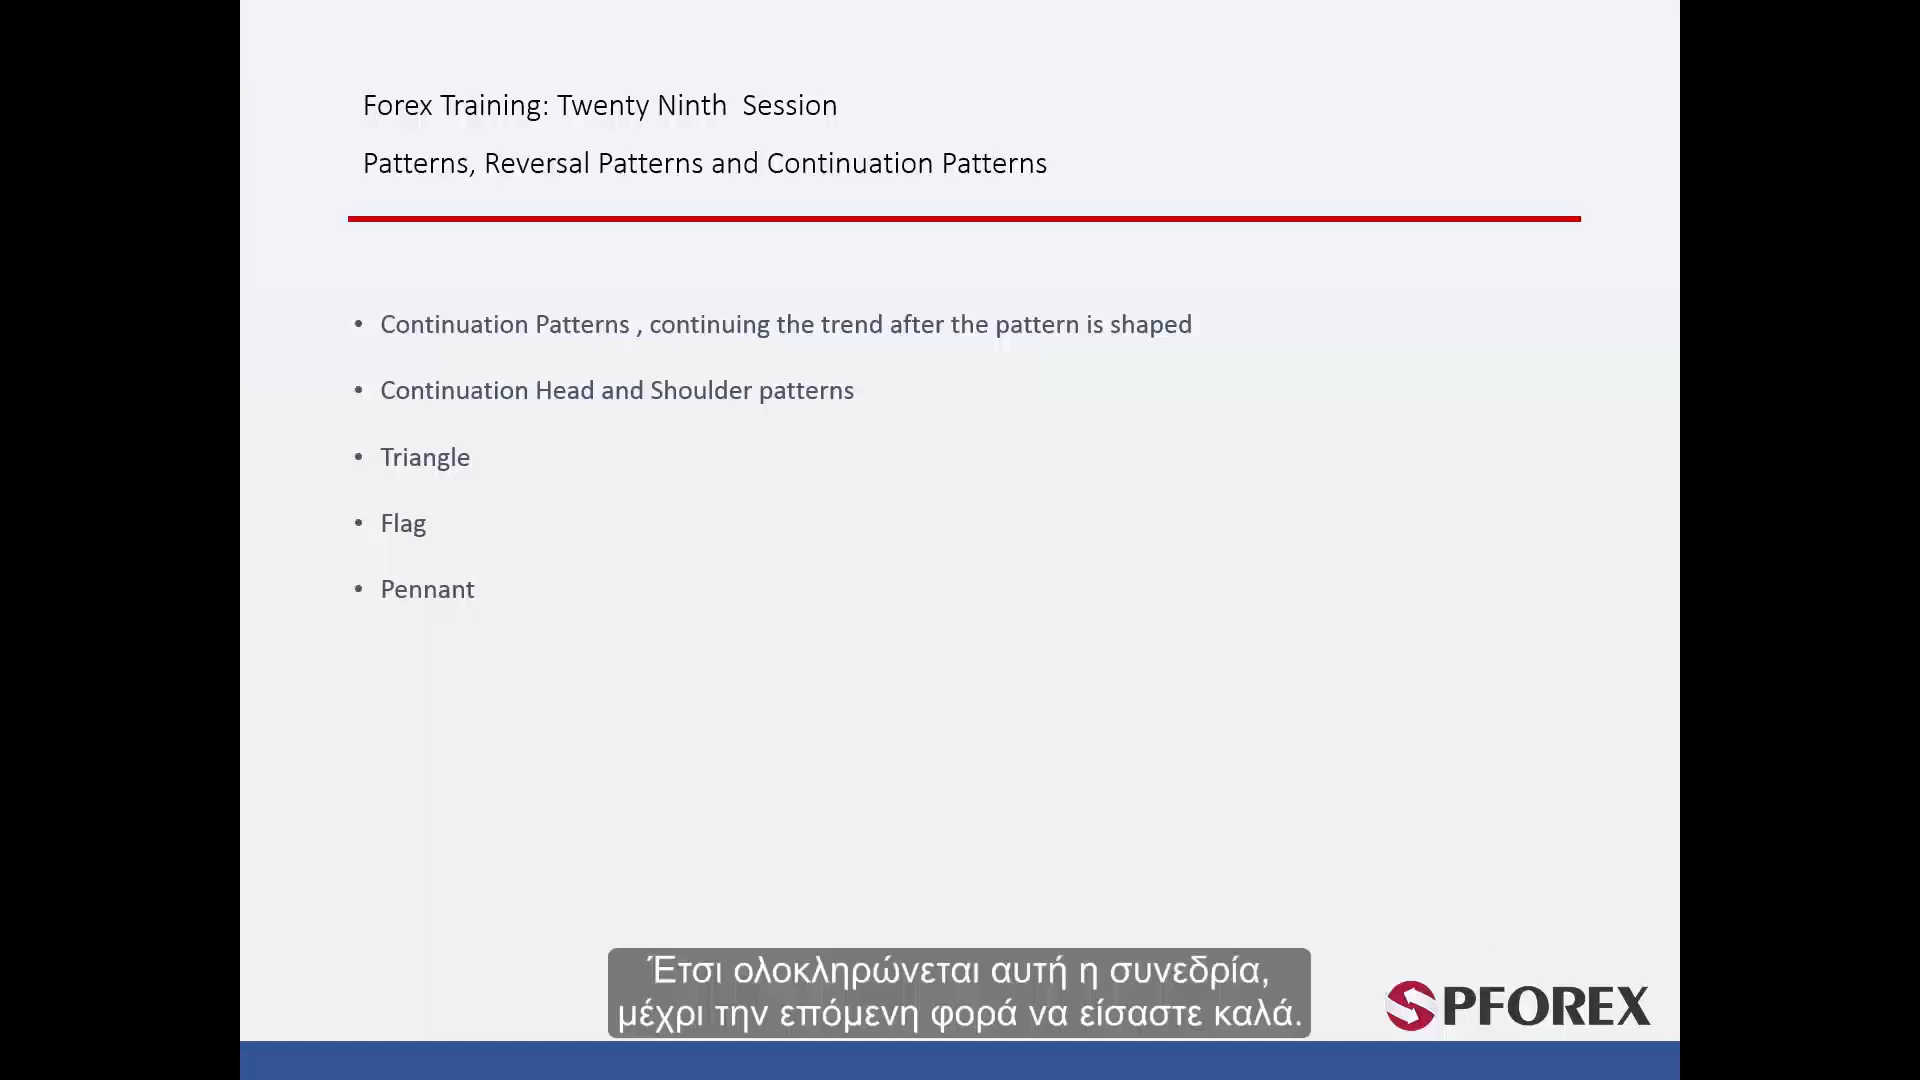 Forex Training: Twenty Ninth Session
Patterns, Reversal Patterns and Continuation Patterns
• Continuation Patterns , continuing the trend after the pattern is shaped
• Continuation Head and Shoulder patterns
• Triangle
• Flag
• Pennant
Έτσι ολοκληρώνεται αυτή η συνεδρία,
μέχρι την επόμενη φορά να είσαστε καλά.
SPFOREX